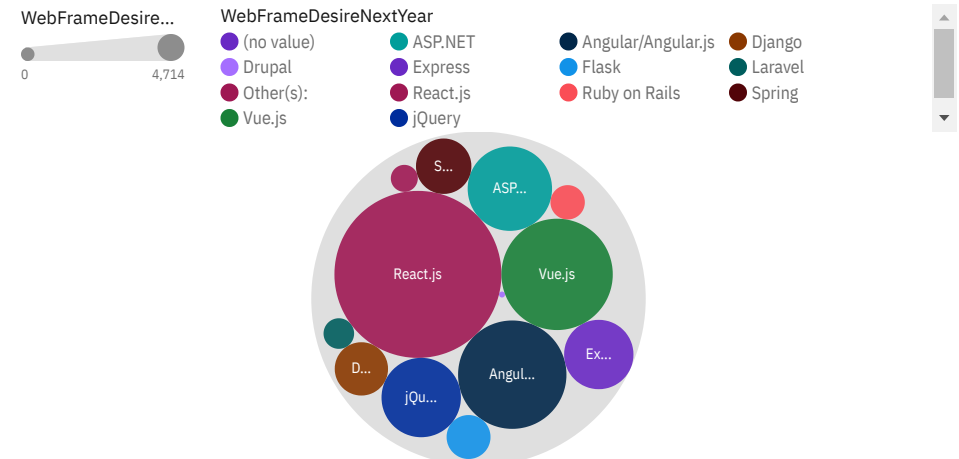 WebFrameDesire...
0 4,714
WebFrameDesireNextYear
(no value) ASP.NET Angular/Angular.js Django
Drupal Express Flask Laravel
Other(s): React.js Ruby on Rails Spring
Vue.js jQuery
S...
ASP...
React.js
Vue.js
Ex...
D...
Angul...
jQu...